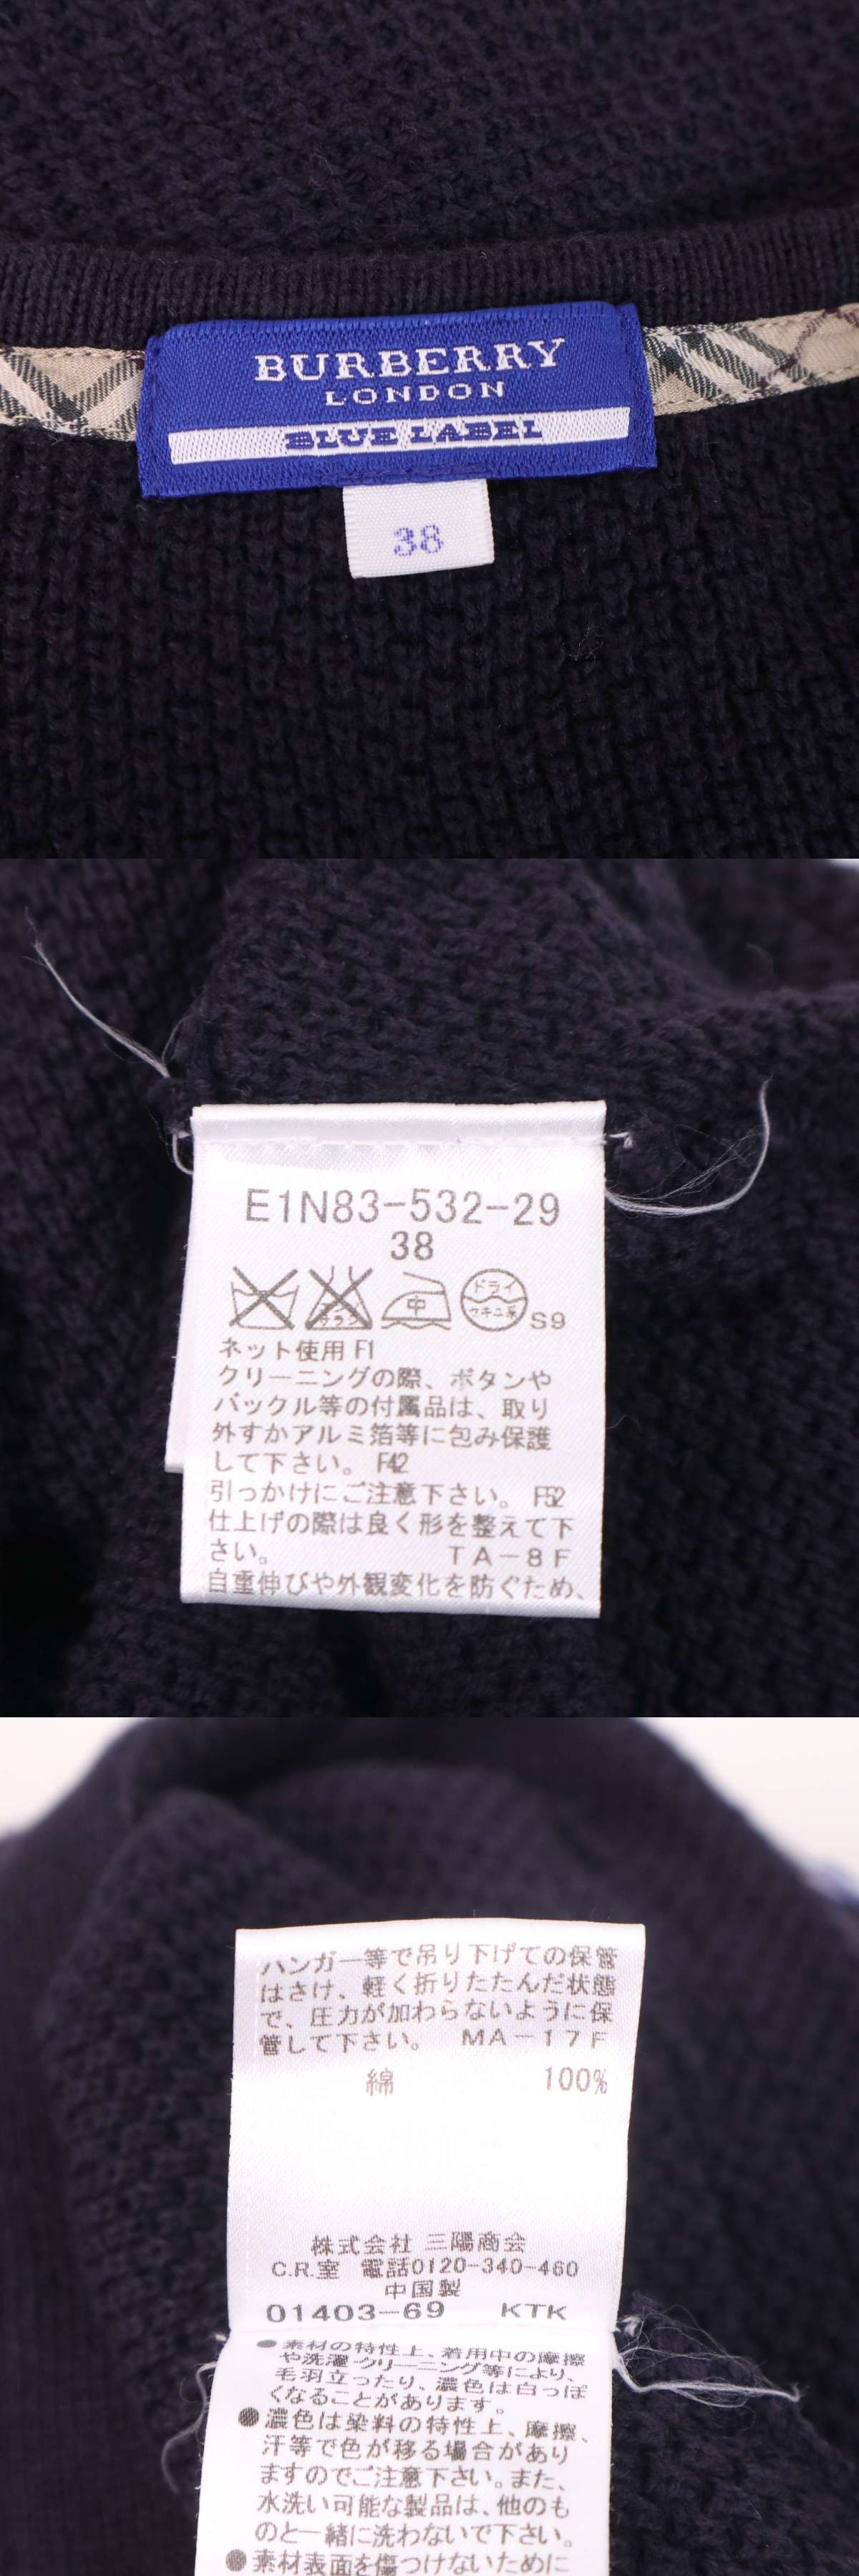 BURBERRY
LONDON
BLUE LABEL
38
E1N83-532-29
38
サラシ
中
ドライ
セキユ系
S9
ネット使用 F1
クリーニングの際、ボタンや
バックル等の付属品は、取り
外すかアルミ箔等に包み保護
して下さい。 F42
引っかけにご注意下さい。 F52
仕上げの際は良く形を整えて下
さい。 TA-8F
自重伸びや外観変化を防ぐため、
ハンガー等で吊り下げての保管
はさけ、軽く折りたたんだ状態
で、圧力が加わらないように保
管して下さい。 MA-17F
綿 100%
株式会社 三陽商会
C.R.室 電話0120-340-460
中国製
01403-69 KTK
●素材の特性上、着用中の摩擦
や洗濯・クリーニング等により、
毛羽立ったり、濃色は白っぽ
くなることがあります。
●濃色は染料の特性上、摩擦、
汗等で色が移る場合があり
ますのでご注意下さい。また、
水洗い可能な製品は、他のも
のと一緒に洗わないで下さい。
●素材表面を傷つけないために